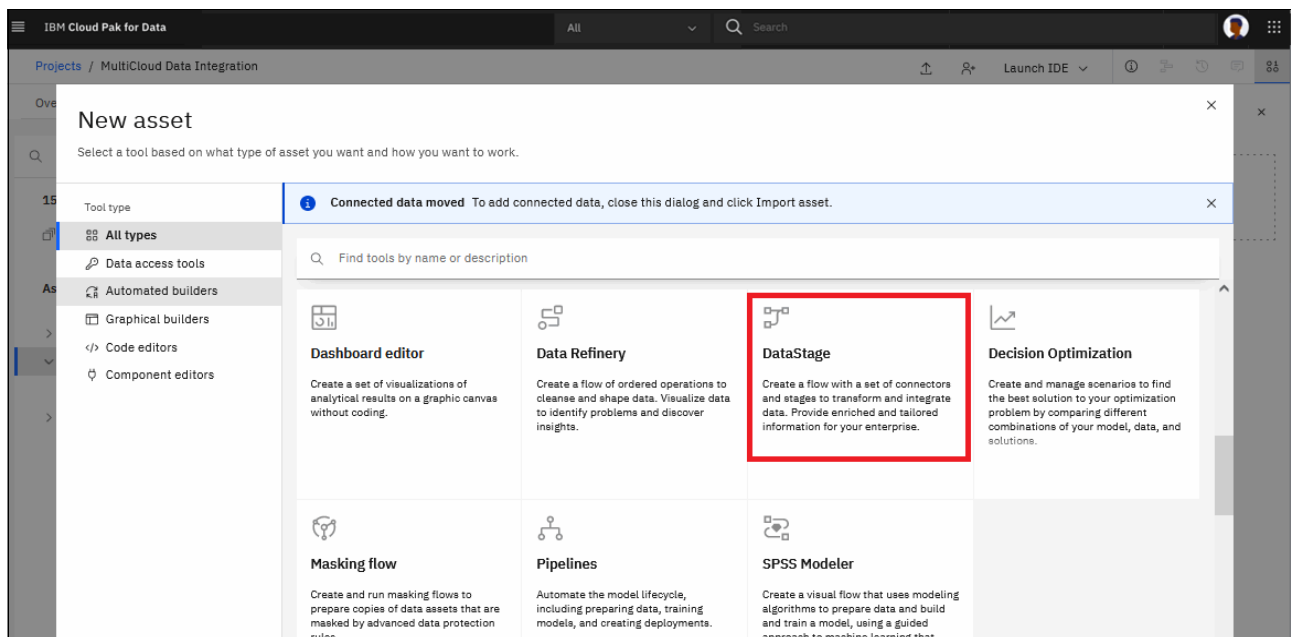 IBM Cloud Pak for Data
All
Search
Projects / MultiCloud Data Integration
Launch IDE
Ove
New asset
Select a tool based on what type of asset you want and how you want to work.
15
As
Tool type
All types
Data access tools
Automated builders
Graphical builders
Code editors
Component editors
Connected data moved To add connected data, close this dialog and click Import asset.
Find tools by name or description
Dashboard editor
Create a set of visualizations of
analytical results on a graphic canvas
without coding.
Data Refinery
Create a flow of ordered operations to
cleanse and shape data. Visualize data
to identify problems and discover
insights.
DataStage
Create a flow with a set of connectors
and stages to transform and integrate
data. Provide enriched and tailored
information for your enterprise.
Decision Optimization
Create and manage scenarios to find
the best solution to your optimization
problem by comparing different
combinations of your model, data, and
solutions.
Masking flow
Create and run masking flows to
prepare copies of data assets that are
masked by advanced data protection
rules.
Pipelines
Automate the model lifecycle,
including preparing data, training
models, and creating deployments.
SPSS Modeler
Create a visual flow that uses modeling
algorithms to prepare data and build
and train a model, using a guided
approach to machine learning that